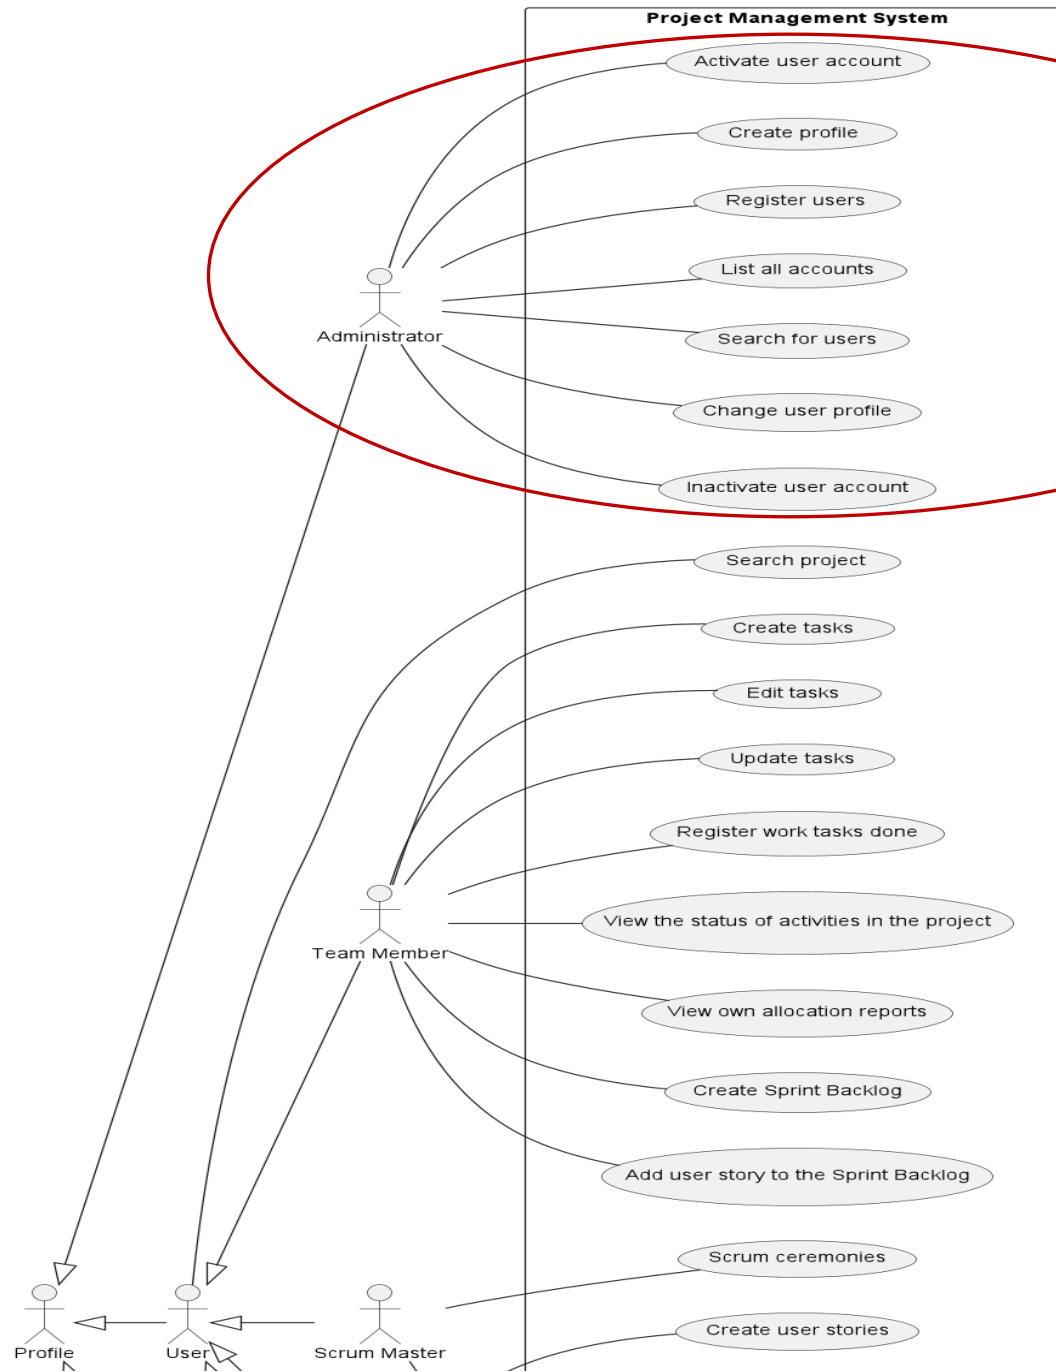 Project Management System
Activate user account
Create profile
Register users
List all accounts
Search for users
Administrator
Change user profile
Inactivate user account
Search project
Create tasks
Edit tasks
Update tasks
Register work tasks done
View the status of activities in the project
Team Member
View own allocation reports
Create Sprint Backlog
Add user story to the Sprint Backlog
Scrum ceremonies
Create user stories
Profile
User
Scrum Master